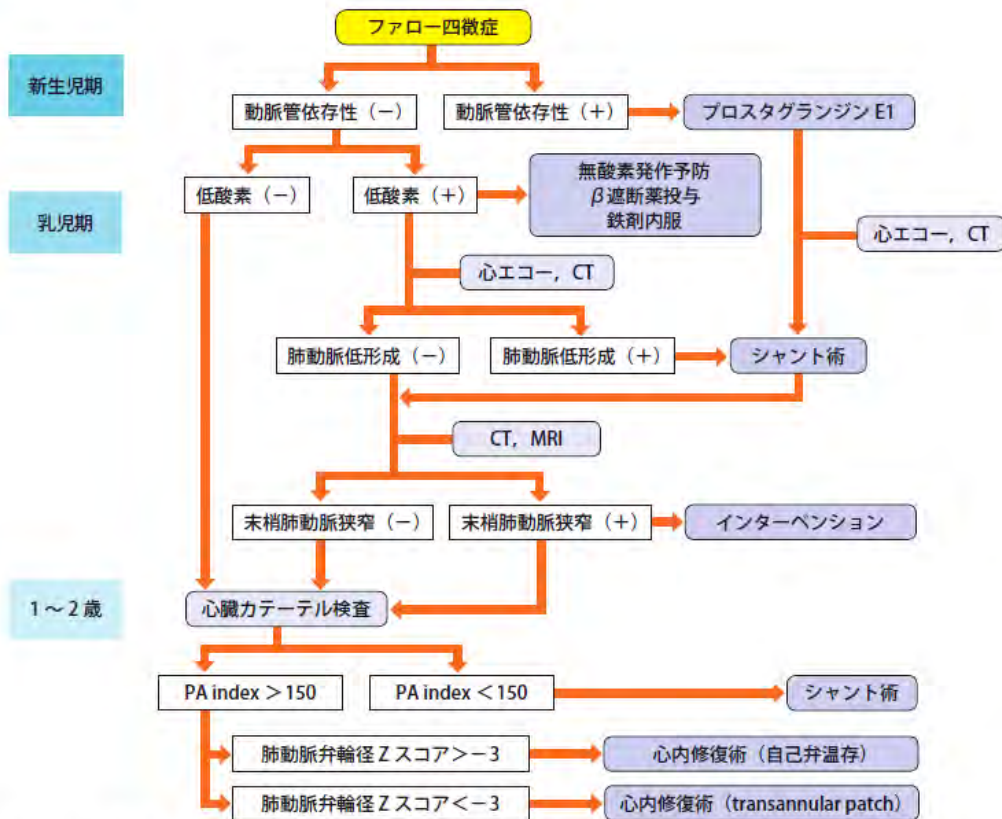 ファロー四徴症
新生児期
動脈管依存性（－）
動脈管依存性（＋）
プロスタグランジン E1
乳児期
低酸素（－）
低酸素（＋）
無酸素発作予防
β遮断薬投与
鉄剤内服
心エコー，CT
心エコー，CT
肺動脈低形成（－）
肺動脈低形成（＋）
シャント術
CT，MRI
末梢肺動脈狭窄（－）
末梢肺動脈狭窄（＋）
インターベンション
1～2歳
心臓カテーテル検査
PA index＞150
PA index＜150
シャント術
肺動脈弁輪径 Z スコア＞－3
心内修復術（自己弁温存）
肺動脈弁輪径 Z スコア＜－3
心内修復術（transannular patch）